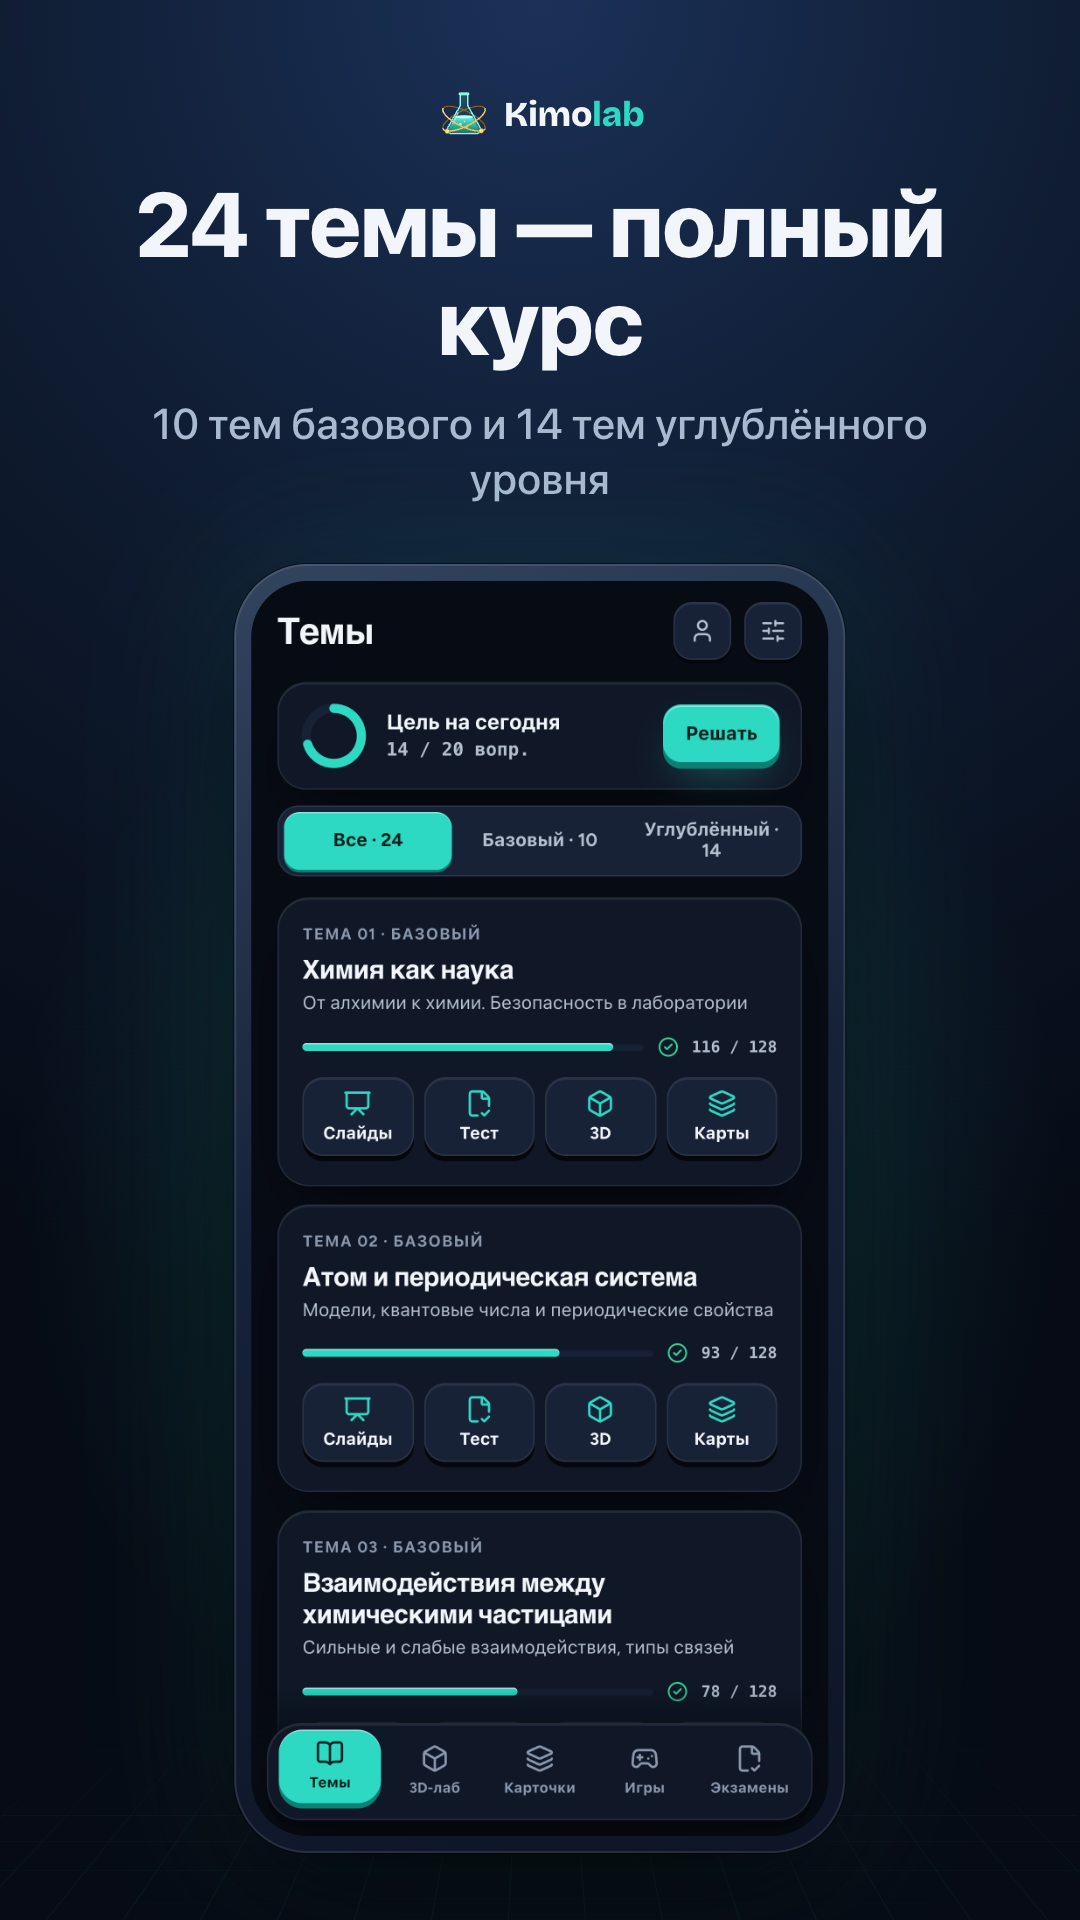 Kimolab
24 темы — полный
курс
10 тем базового и 14 тем углублённого
уровня
Темы
Цель на сегодня
14 / 20 вопр.
Решать
Все · 24
Базовый · 10
Углублённый ·
14
ТЕМА 01 · БАЗОВЫЙ
Химия как наука
От алхимии к химии. Безопасность в лаборатории
116 / 128
Слайды
Тест
3D
Карты
ТЕМА 02 · БАЗОВЫЙ
Атом и периодическая система
Модели, квантовые числа и периодические свойства
93 / 128
Слайды
Тест
3D
Карты
ТЕМА 03 · БАЗОВЫЙ
Взаимодействия между
химическими частицами
Сильные и слабые взаимодействия, типы связей
78 / 128
Темы
3D-лаб
Карточки
Игры
Экзамены